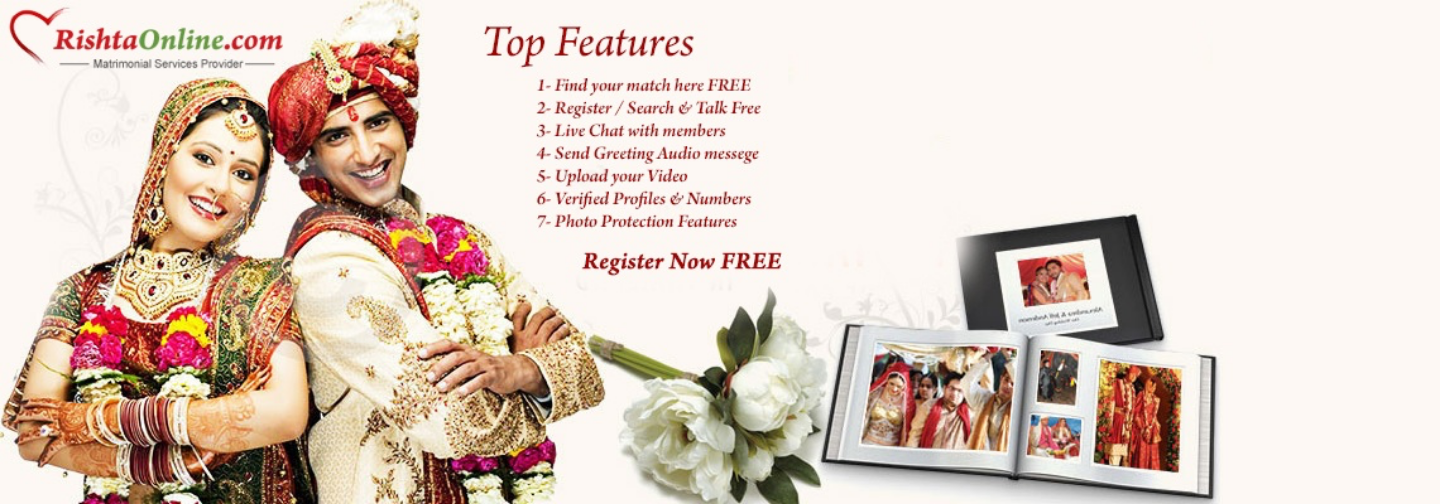 RishtaOnline.com
Matrimonial Services Provider
Top Features
1- Find your match here FREE
2- Register / Search & Talk Free
3- Live Chat with members
4- Send Greeting Audio messege
5- Upload your Video
6- Verified Profiles & Numbers
7- Photo Protection Features
Register Now FREE